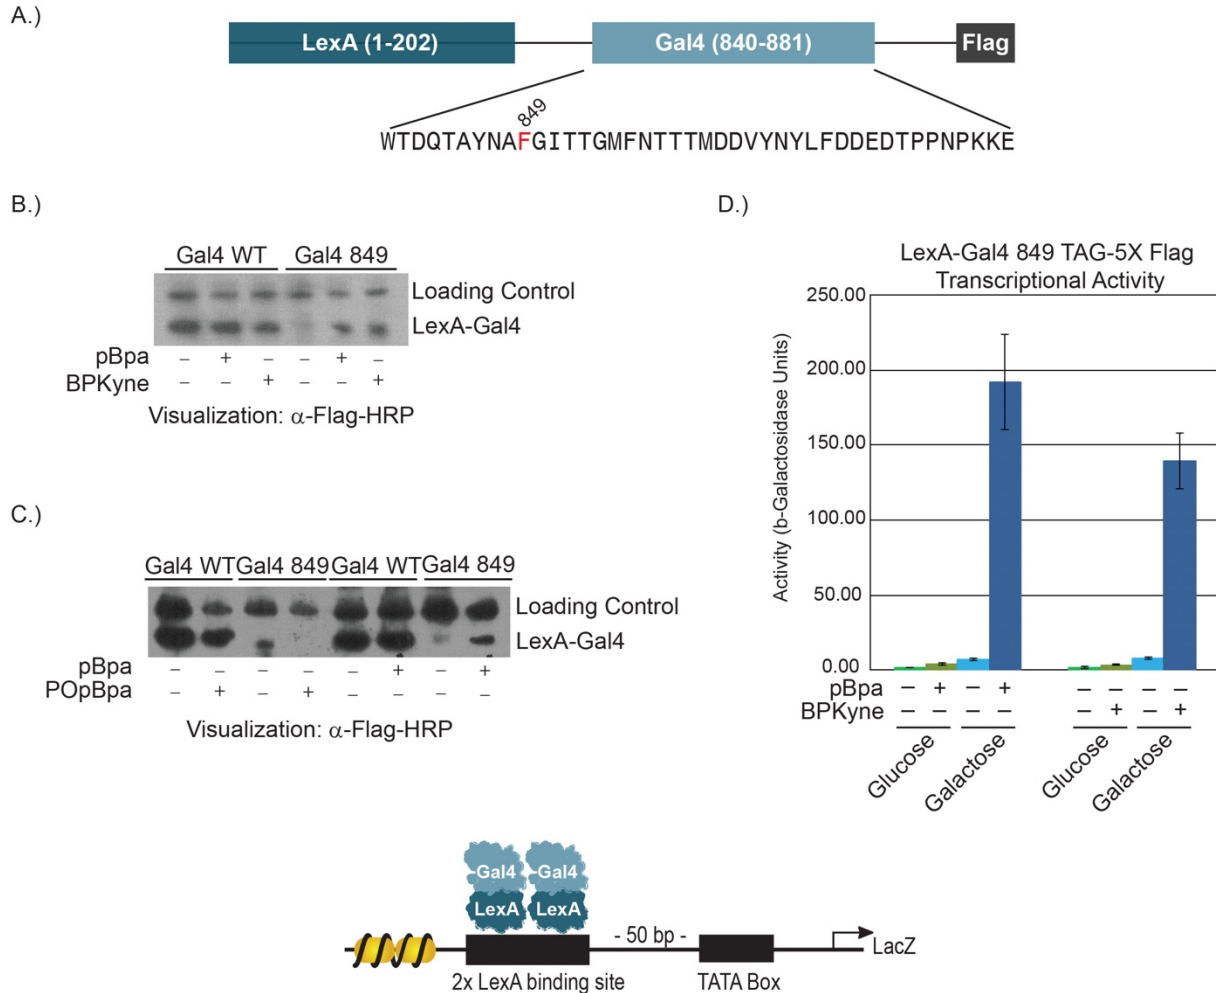 A.)
LexA (1-202)
Gal4 (840-881)
Flag
849
WTDQTAYNAFGITTGMFNTTTMDDVYNYLFDDEDTPPNPKKE
B.)
Gal4 WT Gal4 849
Loading Control
LexA-Gal4
pBpa – + – – + –
BPKyne – – + – – +
Visualization: α-Flag-HRP
C.)
Gal4 WT Gal4 849 Gal4 WT Gal4 849
Loading Control
LexA-Gal4
pBpa – – – – – + – +
POpBpa – + – + – – – –
Visualization: α-Flag-HRP
D.)
LexA-Gal4 849 TAG-5X Flag
Transcriptional Activity
Activity (b-Galactosidase Units)
250.00
200.00
150.00
100.00
50.00
0.00
pBpa – + – + – – – –
BPKyne – – – – – + – +
Glucose Galactose Glucose Galactose
Gal4 Gal4
LexA LexA
- 50 bp -
LacZ
2x LexA binding site TATA Box